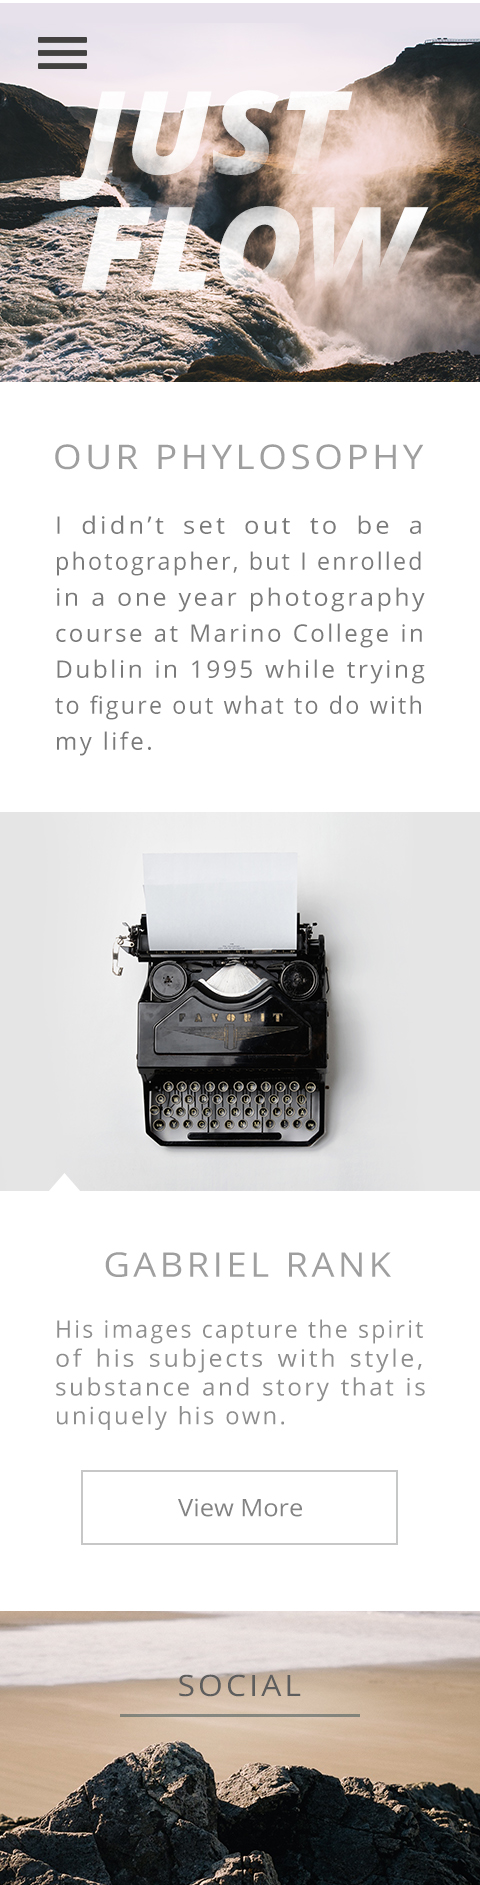 JUST
FLOW
OUR PHYLOSOPHY
I didn’t set out to be a
photographer, but I enrolled
in a one year photography
course at Marino College in
Dublin in 1995 while trying
to figure out what to do with
my life.
FAVORIT
GABRIEL RANK
His images capture the spirit
of his subjects with style,
substance and story that is
uniquely his own.
View More
SOCIAL